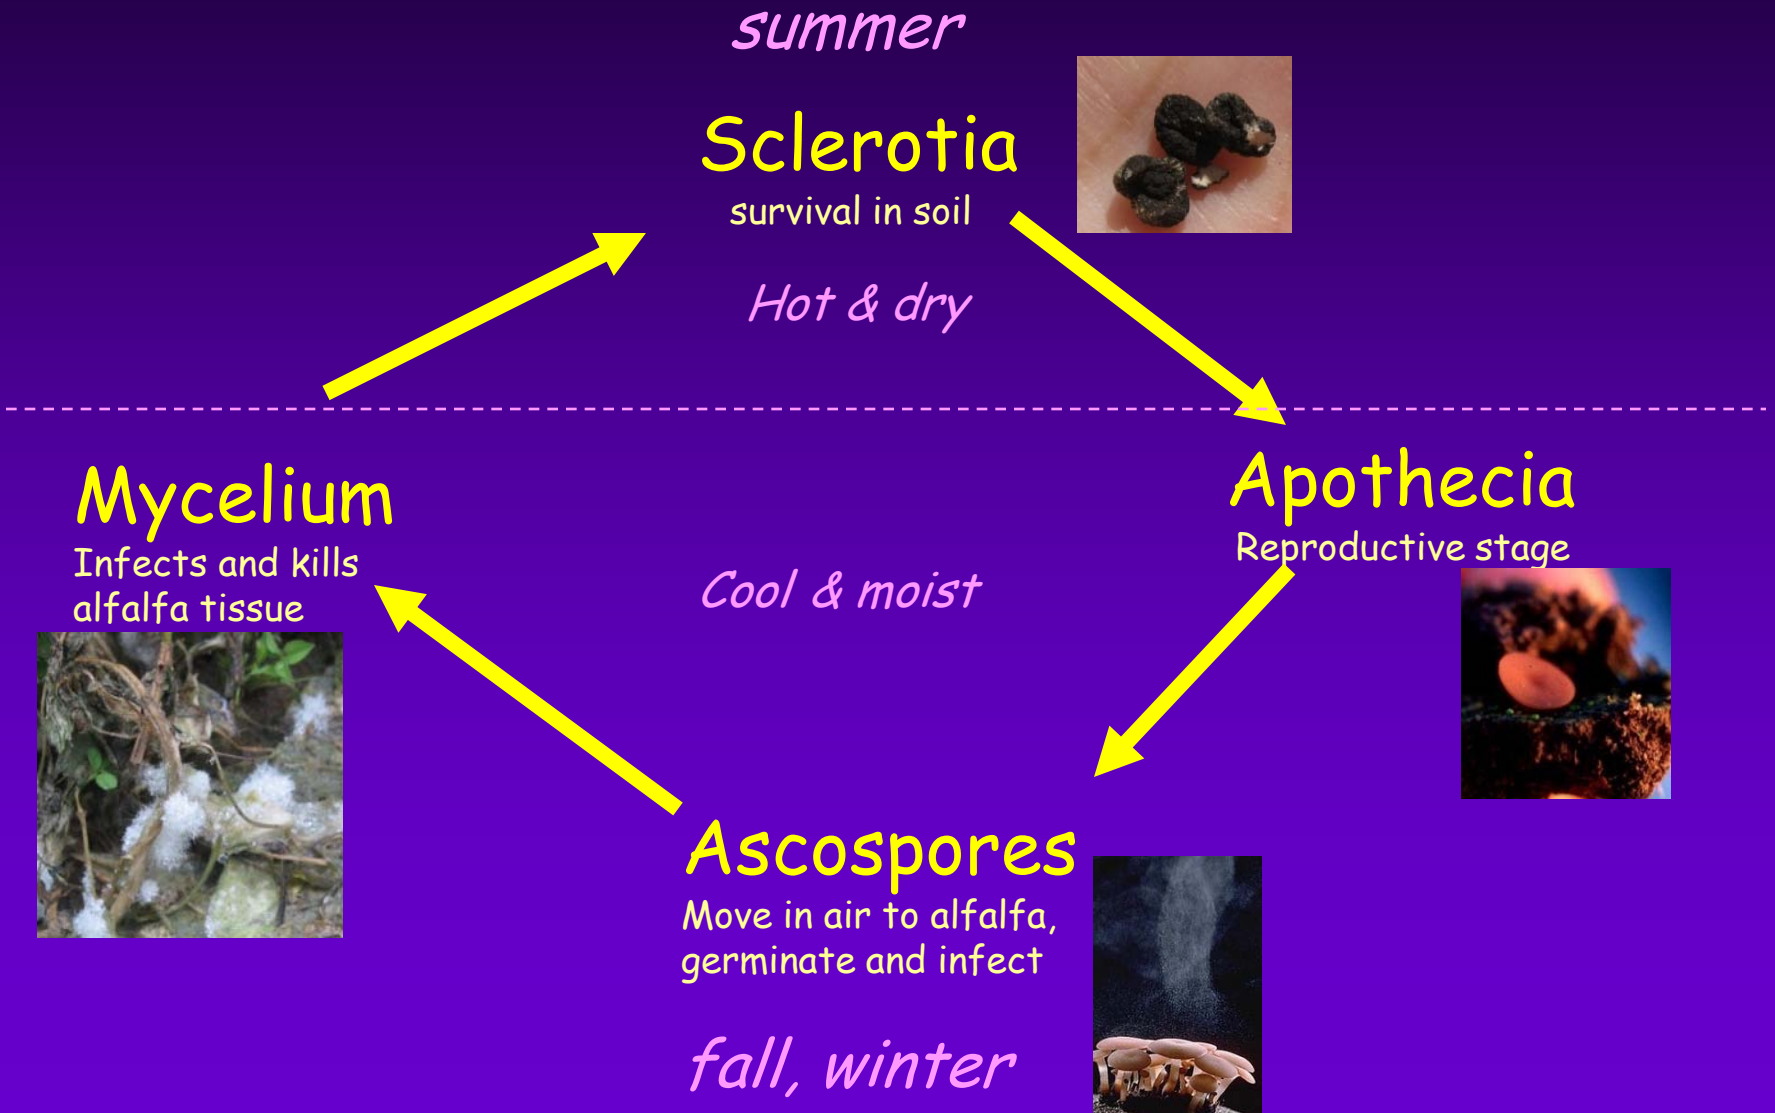 summer
Sclerotia
survival in soil
Hot & dry
Mycelium
Infects and kills
alfalfa tissue
Apothecia
Reproductive stage
Cool & moist
Ascospores
Move in air to alfalfa,
germinate and infect
fall, winter